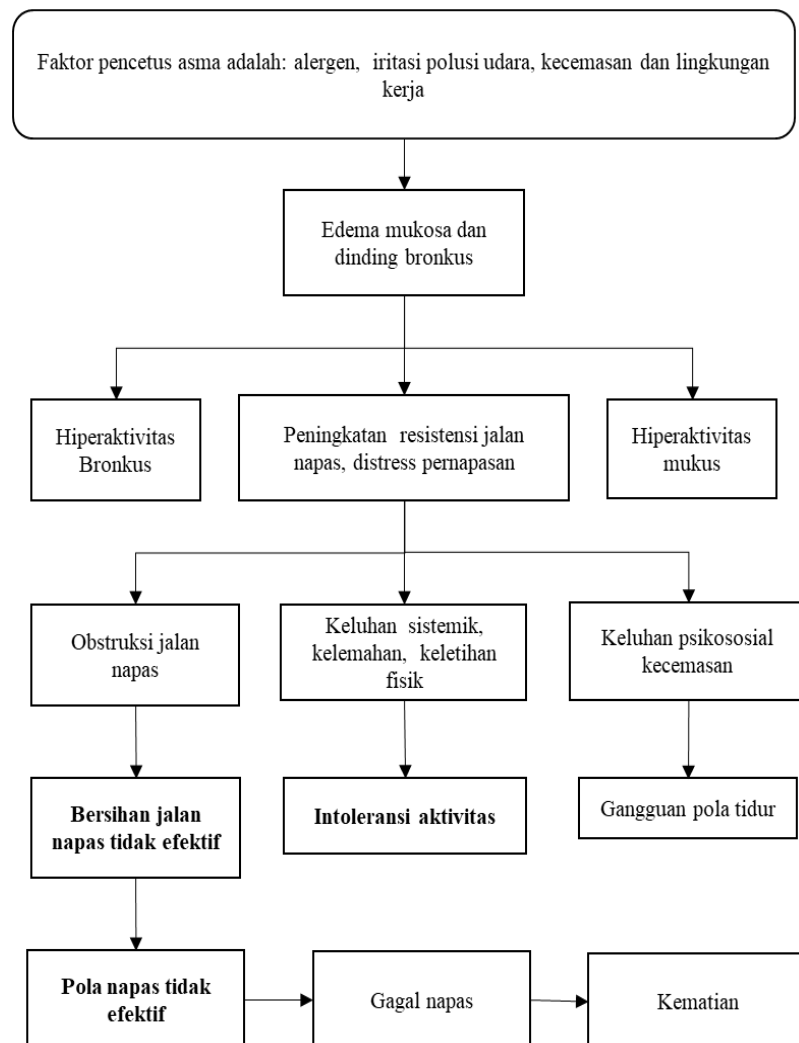 Faktor pencetus asma adalah: alergen, iritasi polusi udara, kecemasan dan lingkungan
kerja
Edema mukosa dan
dinding bronkus
Hiperaktivitas
Bronkus
Peningkatan resistensi jalan
napas, distress pernapasan
Hiperaktivitas
mukus
Obstruksi jalan
napas
Keluhan sistemik,
kelemahan, keletihan
fisik
Keluhan psikososial
kecemasan
Bersihan jalan
napas tidak efektif
Intoleransi aktivitas
Gangguan pola tidur
Pola napas tidak
efektif
Gagal napas
Kematian